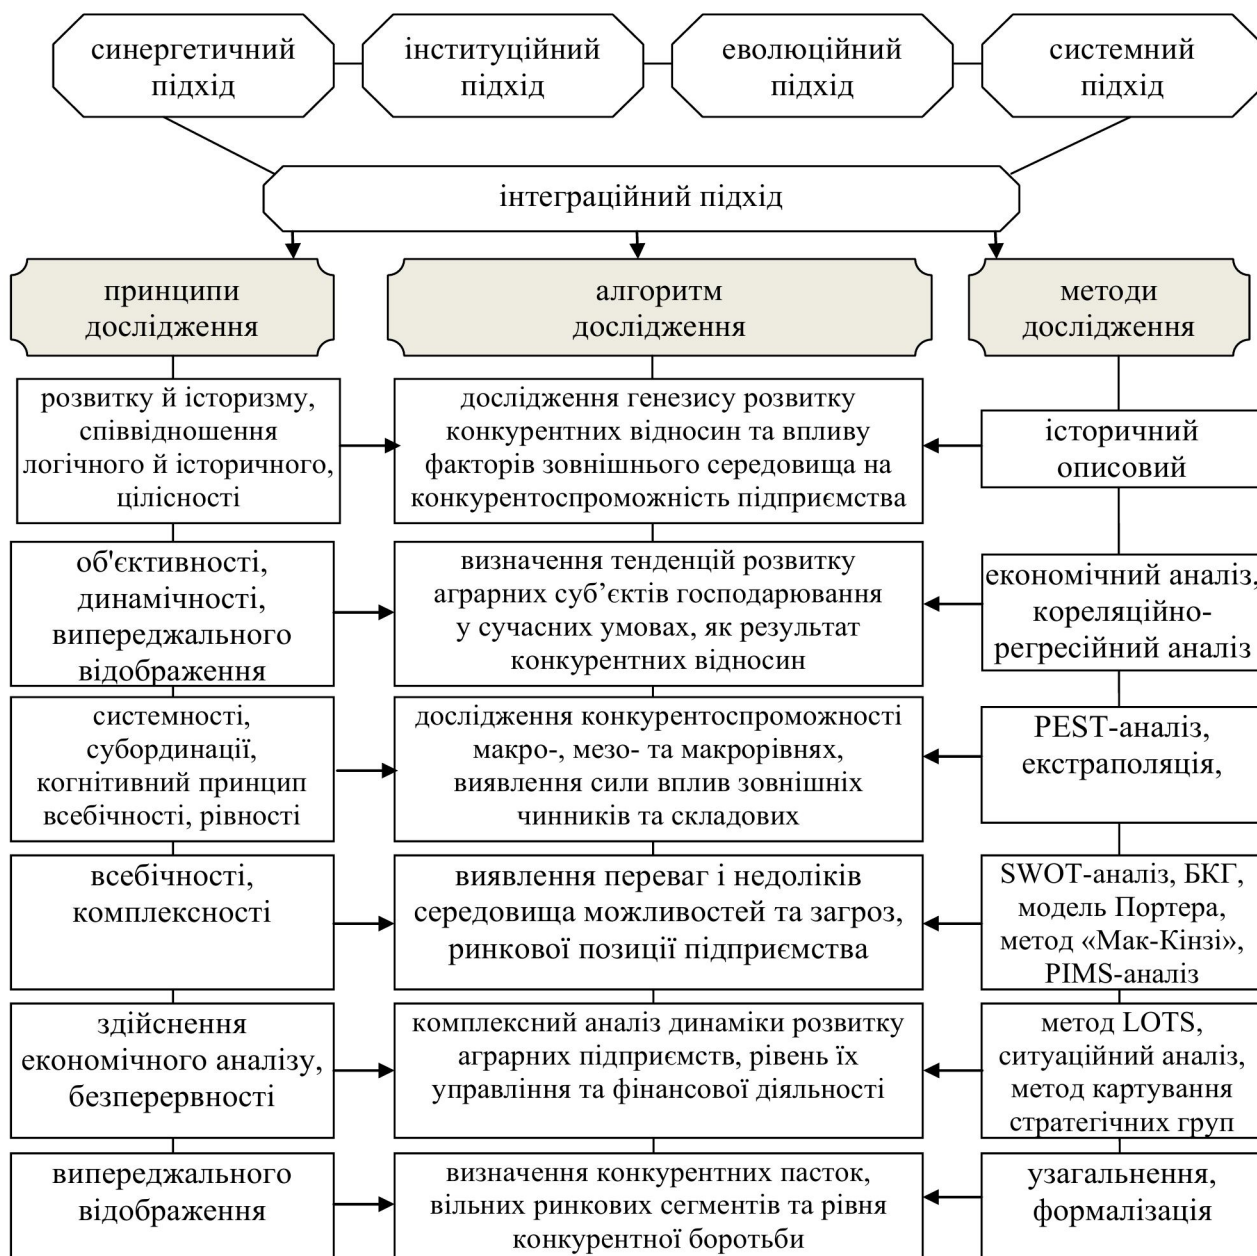 синергетичний
підхід
інституційний
підхід
еволюційний
підхід
системний
підхід
інтеграційний підхід
принципи
дослідження
алгоритм
дослідження
методи
дослідження
розвитку й історизму,
співвідношення
логічного й історичного,
цілісності
дослідження генезису розвитку
конкурентних відносин та впливу
факторів зовнішнього середовища на
конкурентоспроможність підприємства
історичний
описовий
об'єктивності,
динамічності,
випереджального
відображення
визначення тенденцій розвитку
аграрних суб’єктів господарювання
у сучасних умовах, як результат
конкурентних відносин
економічний аналіз,
кореляційно-
регресійний аналіз
системності,
субординації,
когнітивний принцип
всебічності, рівності
дослідження конкурентоспроможності
макро-, мезо- та макрорівнях,
виявлення сили вплив зовнішніх
чинників та складових
PEST-аналіз,
екстраполяція,
всебічності,
комплексності
виявлення переваг і недоліків
середовища можливостей та загроз,
ринкової позиції підприємства
SWOT-аналіз, БКГ,
модель Портера,
метод «Мак-Кінзі»,
PIMS-аналіз
здійснення
економічного аналізу,
безперервності
комплексний аналіз динаміки розвитку
аграрних підприємств, рівень їх
управління та фінансової діяльності
метод LOTS,
ситуаційний аналіз,
метод картування
стратегічних груп
випереджального
відображення
визначення конкурентних пасток,
вільних ринкових сегментів та рівня
конкурентної боротьби
узагальнення,
формалізація